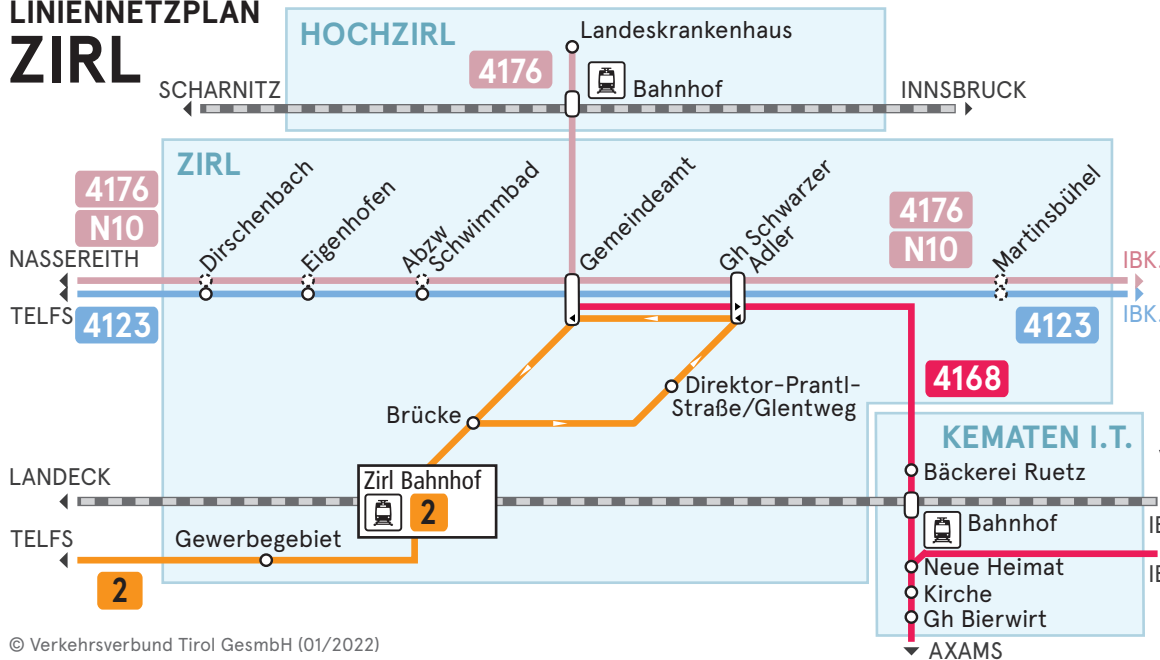 LINIENNETZPLAN
ZIRL
HOCHZIRL
Landeskrankenhaus
4176
Bahnhof
SCHARNITZ
INNSBRUCK
ZIRL
4176
N10
Dirschenbach
Eigenhofen
Abzw
Schwimmbad
Gemeindeamt
Gh Schwarzer
Adler
4176
N10
Martinsbühel
NASSEREITH
IBK.
TELFS
4123
4123
IBK.
4168
Direktor-Prantl-
Straße/Glentweg
Brücke
KEMATEN I.T.
LANDECK
Zirl Bahnhof
2
Bäckerei Ruetz
Bahnhof
TELFS
Gewerbegebiet
2
Neue Heimat
Kirche
Gh Bierwirt
AXAMS
© Verkehrsverbund Tirol GesmbH (01/2022)